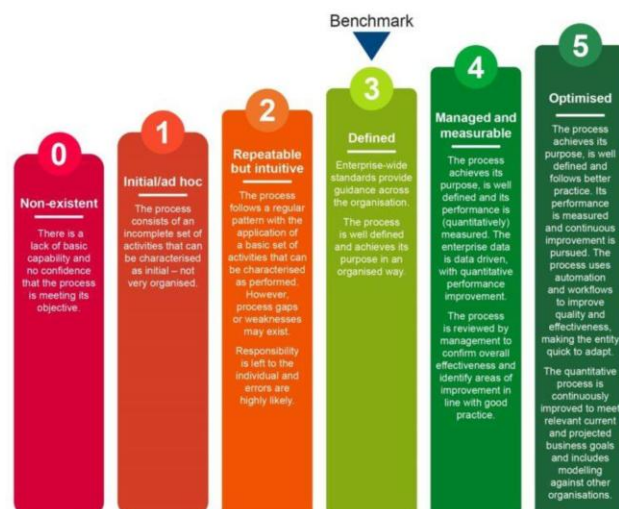 Benchmark
0
Non-existent
There is a
lack of basic
capability and
no confidence
that the process
is meeting its
objective.
1
Initial/ad hoc
The process
consists of an
incomplete set of
activities that can
be characterised
as initial – not
very organised.
2
Repeatable
but intuitive
The process
follows a regular
pattern with the
application of
a basic set of
activities that can
be characterised
as performed.
However,
process gaps
or weaknesses
may exist.
Responsibility
is left to the
individual and
errors are
highly likely.
3
Defined
Enterprise-wide
standards provide
guidance across
the organisation.
The process
is well defined
and achieves its
purpose in an
organised way.
4
Managed and
measurable
The process
achieves its
purpose, is well
defined and its
performance is
(quantitatively)
measured. The
enterprise data
is data driven,
with quantitative
performance
improvement.
The process
is reviewed by
management to
confirm overall
effectiveness and
identify areas of
improvement in
line with good
practice.
5
Optimised
The process
achieves its
purpose, is well
defined and
follows better
practice. Its
performance
is measured
and continuous
improvement is
pursued. The
process uses
automation
and workflows
to improve
quality and
effectiveness,
making the entity
quick to adapt.
The quantitative
process is
continuously
improved to meet
relevant current
and projected
business goals
and includes
modelling
against other
organisations.